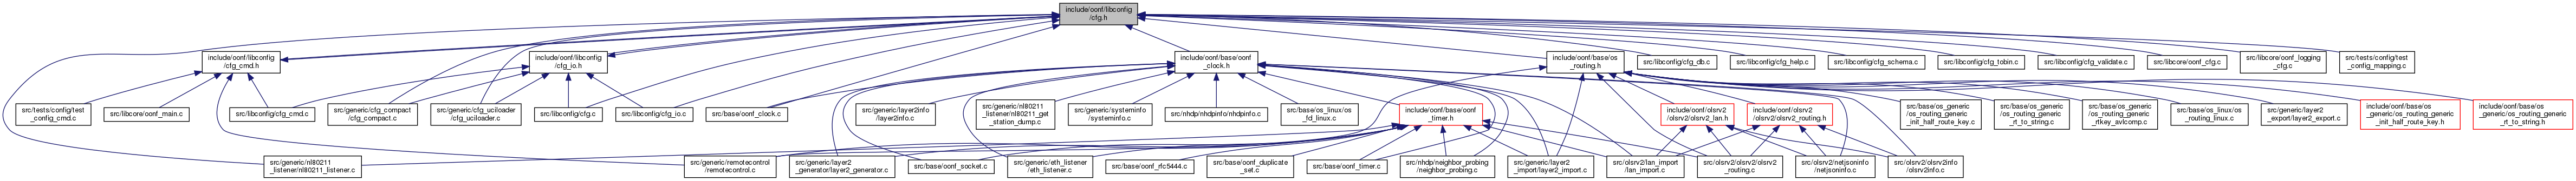 include/oonf/libconfig
/cfg.h
include/oonf/libconfig
/cfg_cmd.h
include/oonf/libconfig
/cfg_io.h
include/oonf/base/oonf
_clock.h
include/oonf/base/os
_routing.h
src/libconfig/cfg_db.c
src/libconfig/cfg_help.c
src/libconfig/cfg_schema.c
src/libconfig/cfg_tobin.c
src/libconfig/cfg_validate.c
src/libcore/oonf_cfg.c
src/libcore/oonf_logging
_cfg.c
src/tests/config/test
_config_mapping.c
src/tests/config/test
_config_cmd.c
src/libcore/oonf_main.c
src/libconfig/cfg_cmd.c
src/generic/cfg_compact
/cfg_compact.c
src/generic/cfg_uciloader
/cfg_uciloader.c
src/libconfig/cfg.c
src/libconfig/cfg_io.c
src/base/oonf_clock.c
src/generic/layer2info
/layer2info.c
src/generic/nl80211
_listener/nl80211_get
_station_dump.c
src/generic/systeminfo
/systeminfo.c
src/nhdp/nhdpinfo/nhdpinfo.c
src/base/os_linux/os
_fd_linux.c
include/oonf/base/oonf
_timer.h
include/oonf/olsrv2
/olsrv2/olsrv2_lan.h
include/oonf/olsrv2
/olsrv2/olsrv2_routing.h
src/base/os_generic
/os_generic_rt_init
_init_half_route_key.c
src/base/os_generic
/os_generic
_rt_to_string.c
src/base/os_generic
/os_routing_generic
_rtkey_avlcomp.c
src/base/os_linux/os
_routing_linux.c
src/generic/layer2
_export/layer2_export.c
include/oonf/base/os
_generic/os_routing_generic
_init_half_route_key.h
include/oonf/base/os
_generic/os_routing_generic
_rt_to_string.h
src/generic/nl80211
_listener/nl80211_listener.c
src/generic/remotecontrol
/remotecontrol.c
src/generic/layer2
_generator/layer2_generator.c
src/base/oonf_socket.c
src/generic/eth_listener
/eth_listener.c
src/base/oonf_rfc5444.c
src/base/oonf_duplicate
_set.c
src/base/oonf_timer.c
src/nhdp/neighbor_probing
/neighbor_probing.c
src/generic/layer2
_import/layer2_import.c
src/olsrv2/lan_import
/lan_import.c
src/olsrv2/olsrv2/olsrv2
_routing.c
src/olsrv2/netjsoninfo
/netjsoninfo.c
src/olsrv2/olsrv2info
/olsrv2info.c